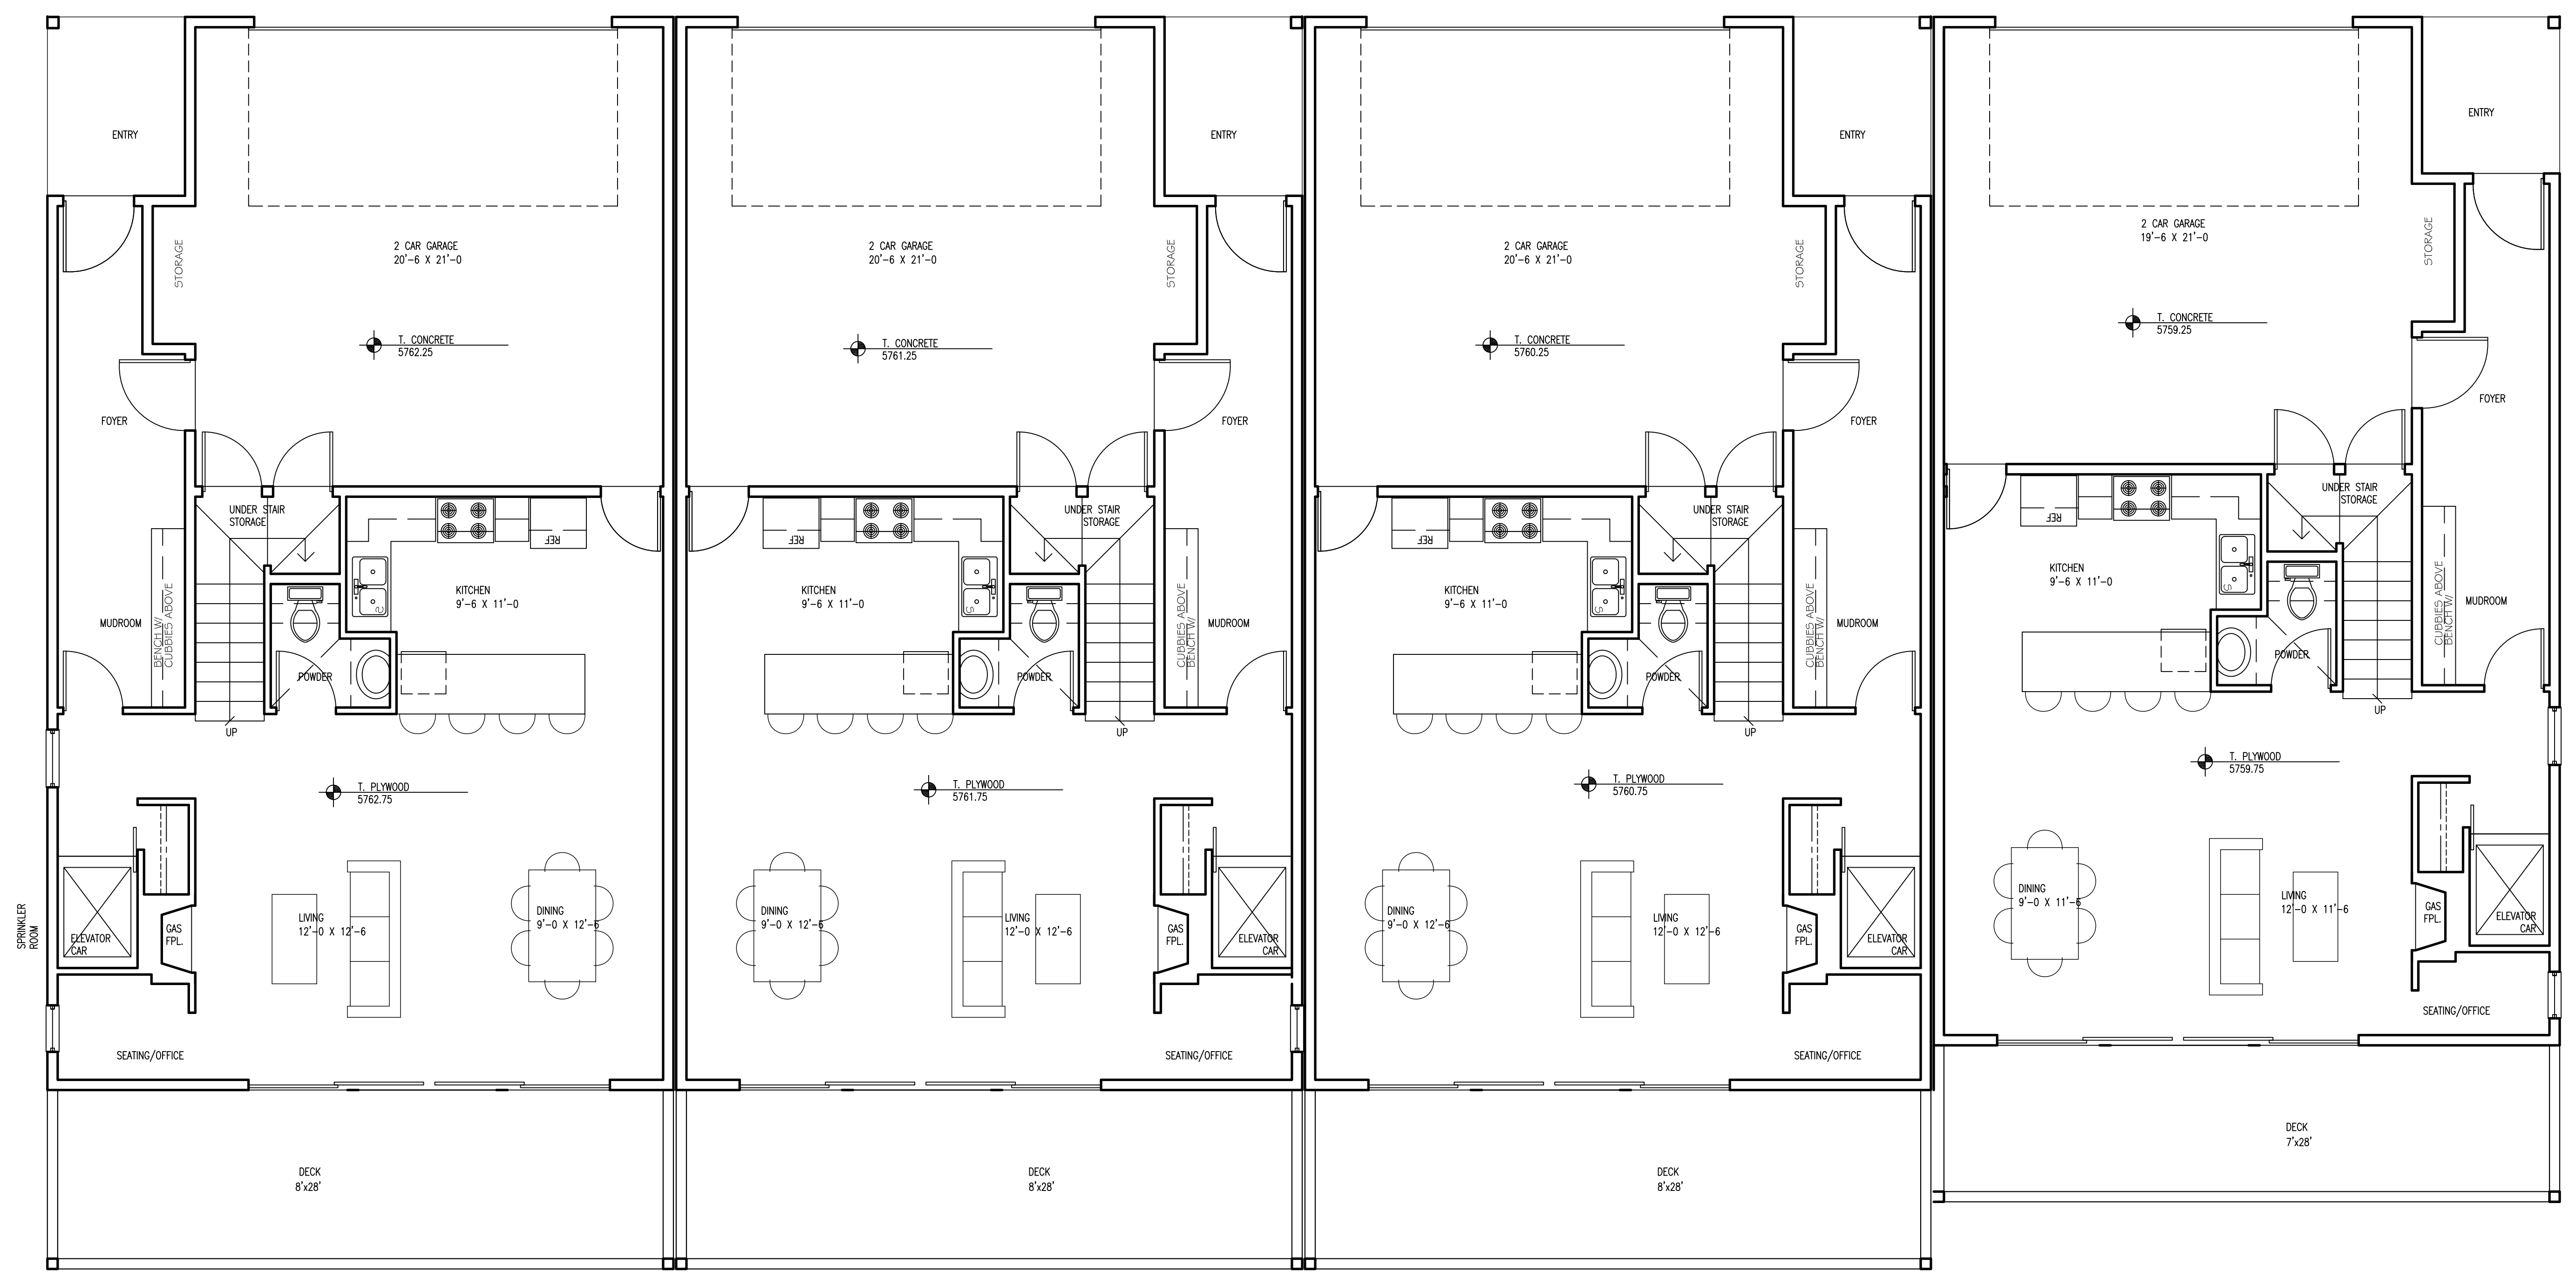 ENTRY
STORAGE
2 CAR GARAGE
20'-6 X 21'-0
T. CONCRETE
5762.25
FOYER
UNDER STAIR
STORAGE
REF
KITCHEN
9'-6 X 11'-0
MUDROOM
BENCH W/
CUBBIES ABOVE
POWDER
UP
T. PLYWOOD
5762.75
SPRINKLER
ROOM
ELEVATOR
CAR
GAS
FPL.
LIVING
12'-0 X 12'-6
DINING
9'-0 X 12'-6
SEATING/OFFICE
DECK
8'x28'
ENTRY
2 CAR GARAGE
20'-6 X 21'-0
STORAGE
T. CONCRETE
5761.25
FOYER
UNDER STAIR
STORAGE
REF
KITCHEN
9'-6 X 11'-0
CUBBIES ABOVE
BENCH W/
MUDROOM
POWDER
UP
T. PLYWOOD
5761.75
DINING
9'-0 X 12'-6
LIVING
12'-0 X 12'-6
GAS
FPL.
ELEVATOR
CAR
SEATING/OFFICE
DECK
8'x28'
ENTRY
2 CAR GARAGE
20'-6 X 21'-0
STORAGE
T. CONCRETE
5760.25
FOYER
UNDER STAIR
STORAGE
REF
KITCHEN
9'-6 X 11'-0
CUBBIES ABOVE
BENCH W/
MUDROOM
POWDER
UP
T. PLYWOOD
5760.75
DINING
9'-0 X 12'-6
LIVING
12'-0 X 12'-6
GAS
FPL.
ELEVATOR
CAR
SEATING/OFFICE
DECK
8'x28'
ENTRY
2 CAR GARAGE
19'-6 X 21'-0
STORAGE
T. CONCRETE
5759.25
FOYER
UNDER STAIR
STORAGE
REF
KITCHEN
9'-6 X 11'-0
CUBBIES ABOVE
BENCH W/
MUDROOM
POWDER
UP
T. PLYWOOD
5759.75
DINING
9'-0 X 11'-6
LIVING
12'-0 X 11'-6
GAS
FPL.
ELEVATOR
CAR
SEATING/OFFICE
DECK
7'x28'